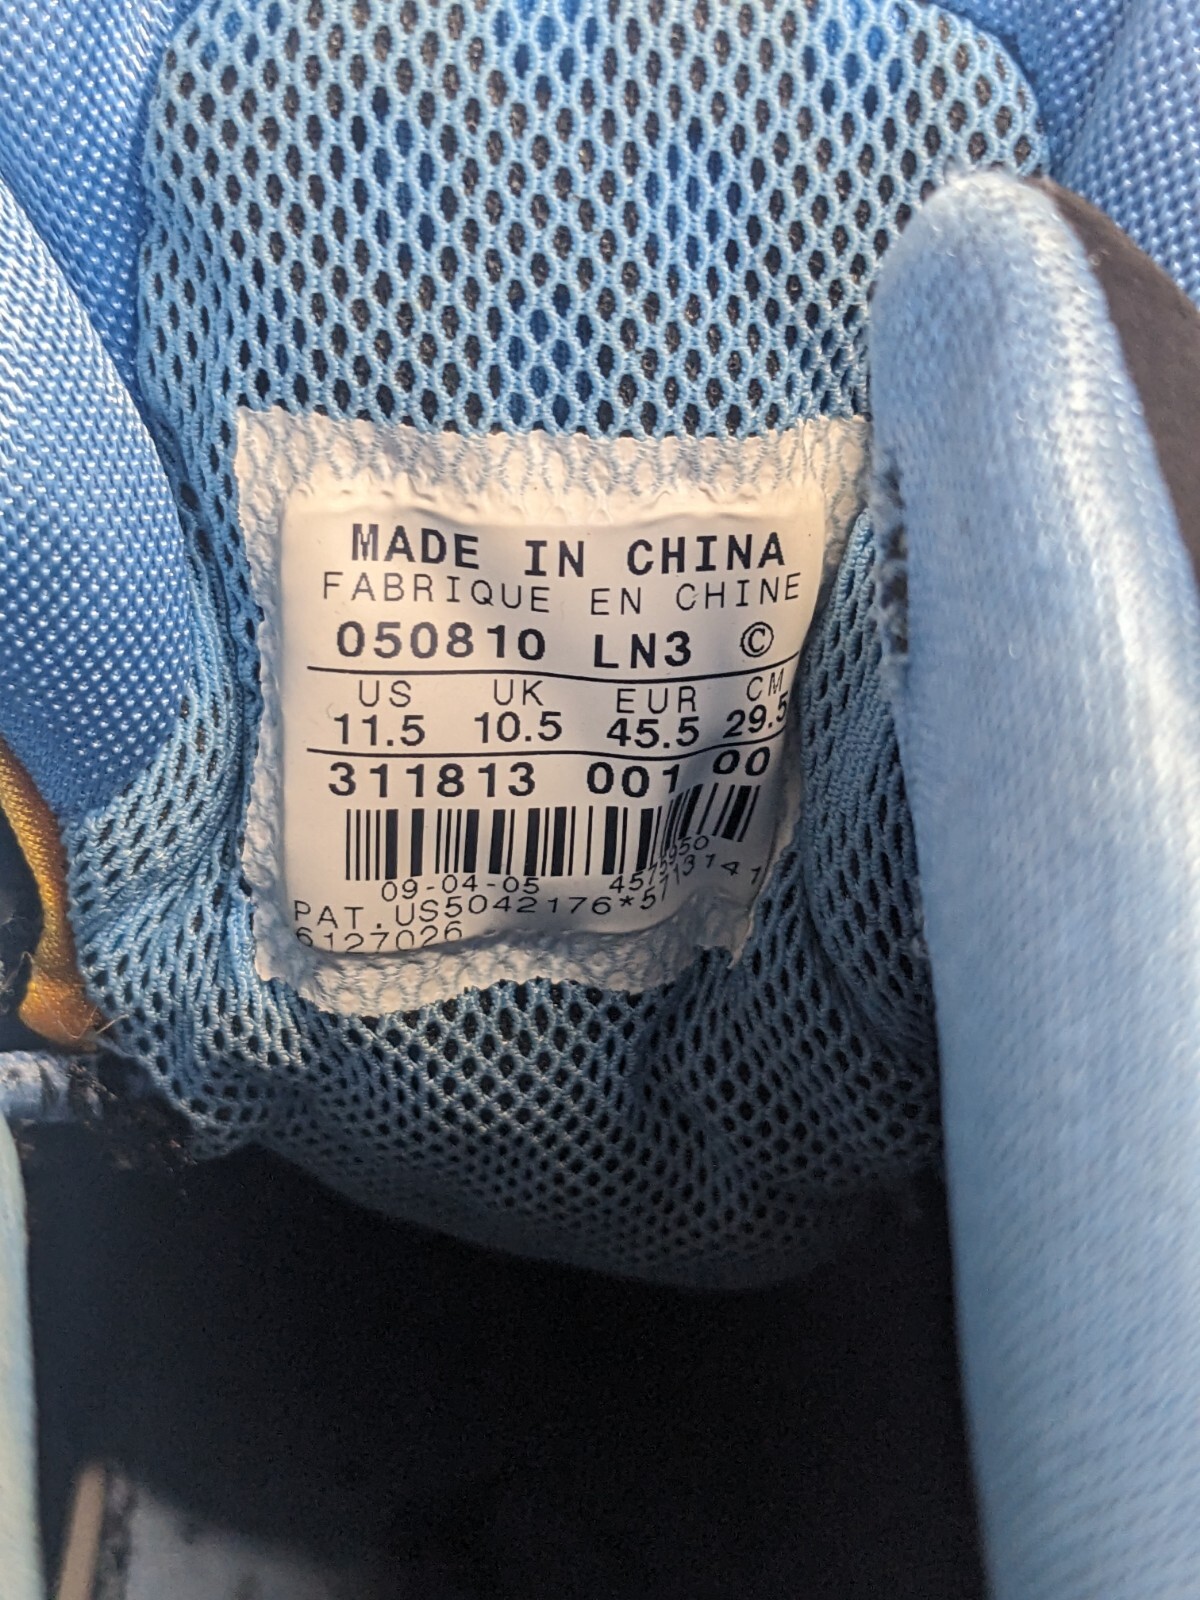 MADE IN CHINA
FABRIQUE EN CHINE
050810 LN3 ©
US UK EUR CM
11.5 10.5 45.5 29.5
311813 001 00
09-04-05
PAT.US5042176*5713141
6127026